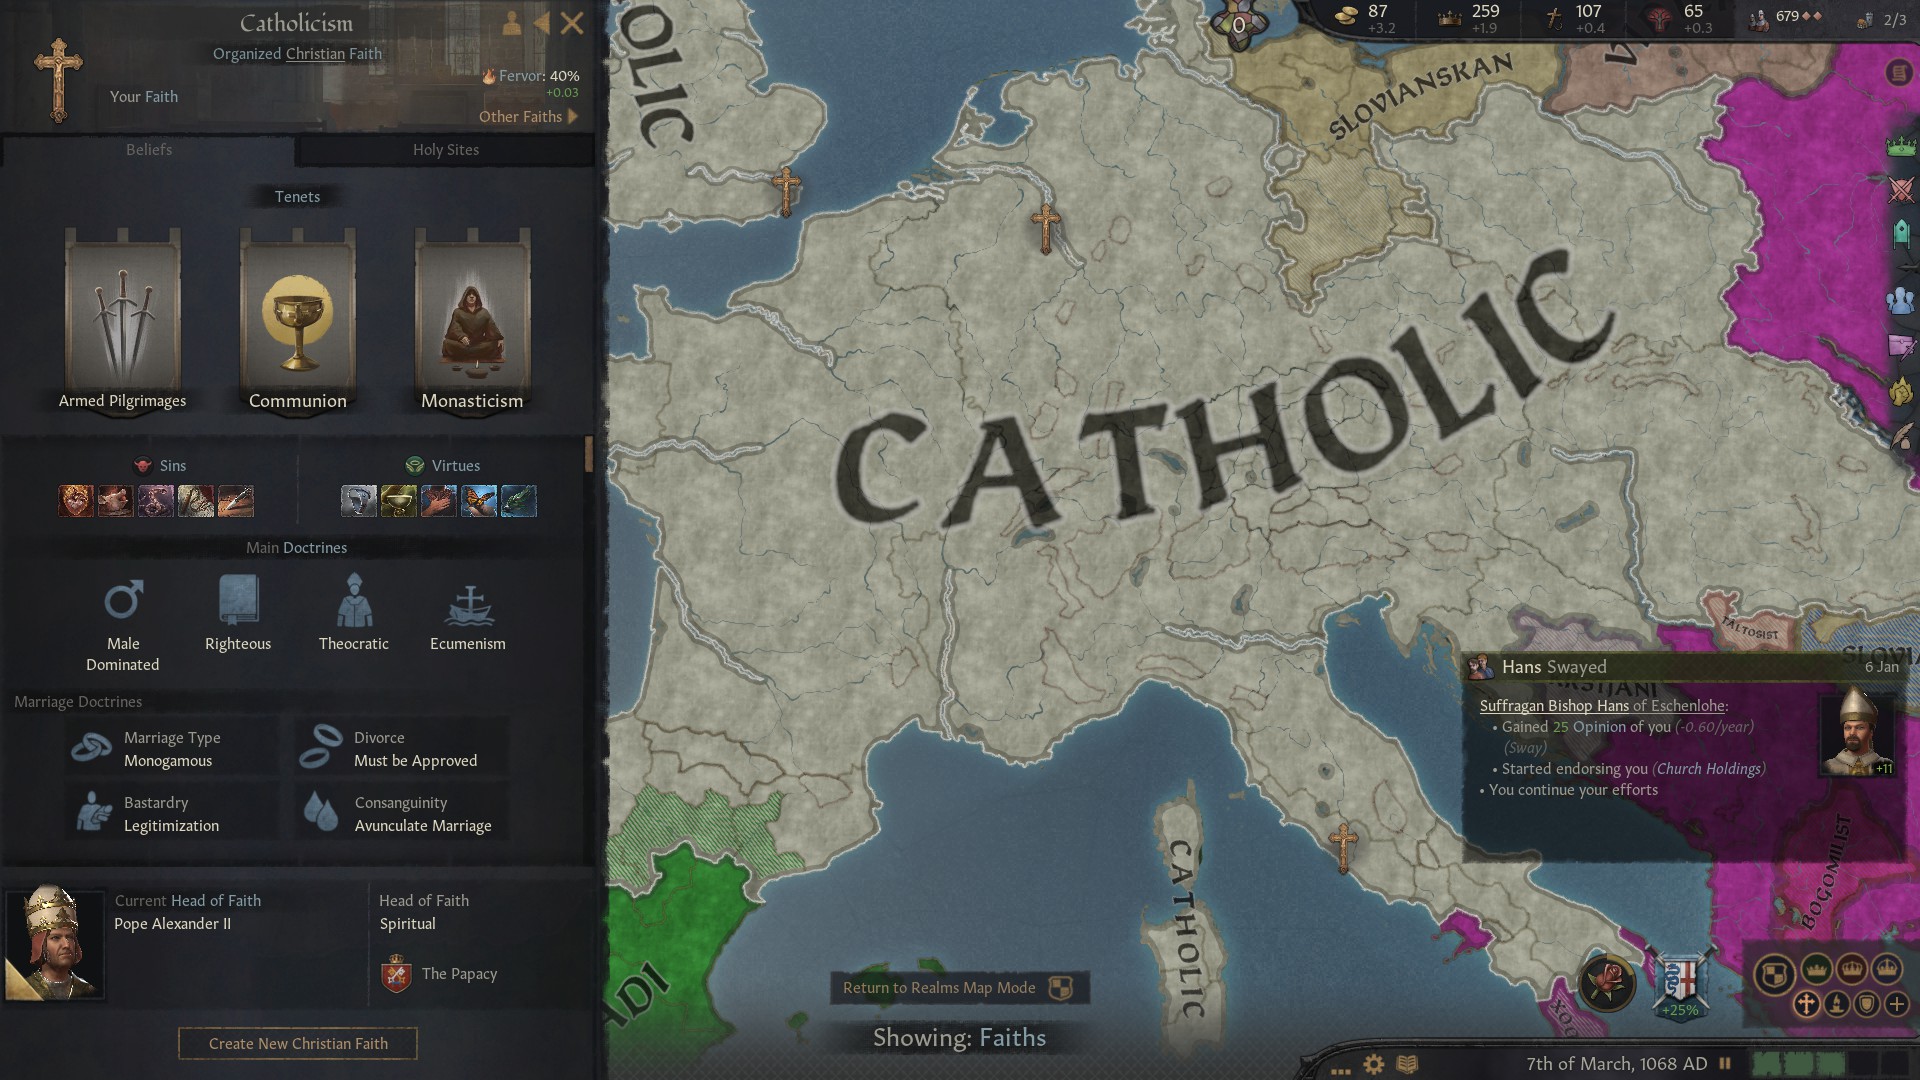 Catholicism
Organized Christian Faith
Your Faith
Fervor: 40%
+0.03
Other Faiths
Beliefs
Holy Sites
Tenets
Armed Pilgrimages
Communion
Monasticism
Sins
Virtues
Main Doctrines
Male
Dominated
Righteous
Theocratic
Ecumenism
Marriage Doctrines
Marriage Type
Monogamous
Divorce
Must be Approved
Bastardry
Legitimization
Consanguinity
Avunculate Marriage
Current Head of Faith
Pope Alexander II
Head of Faith
Spiritual
The Papacy
Create New Christian Faith
0
87
+3.2
259
+1.9
107
+0.4
65
+0.3
679
2/3
OLIC
SLOVIANSKAN
CATHOLIC
TALTOSIST
SLOVIA
RSTJANI
BOGOMILIST
CATHOLIC
ADI
Hans Swayed
6 Jan
Suffragan Bishop Hans of Eschenlohe:
• Gained 25 Opinion of you (-0.60/year)
(Sway)
• Started endorsing you (Church Holdings)
• You continue your efforts
+11
Return to Realms Map Mode
Showing: Faiths
+25%
...
7th of March, 1068 AD